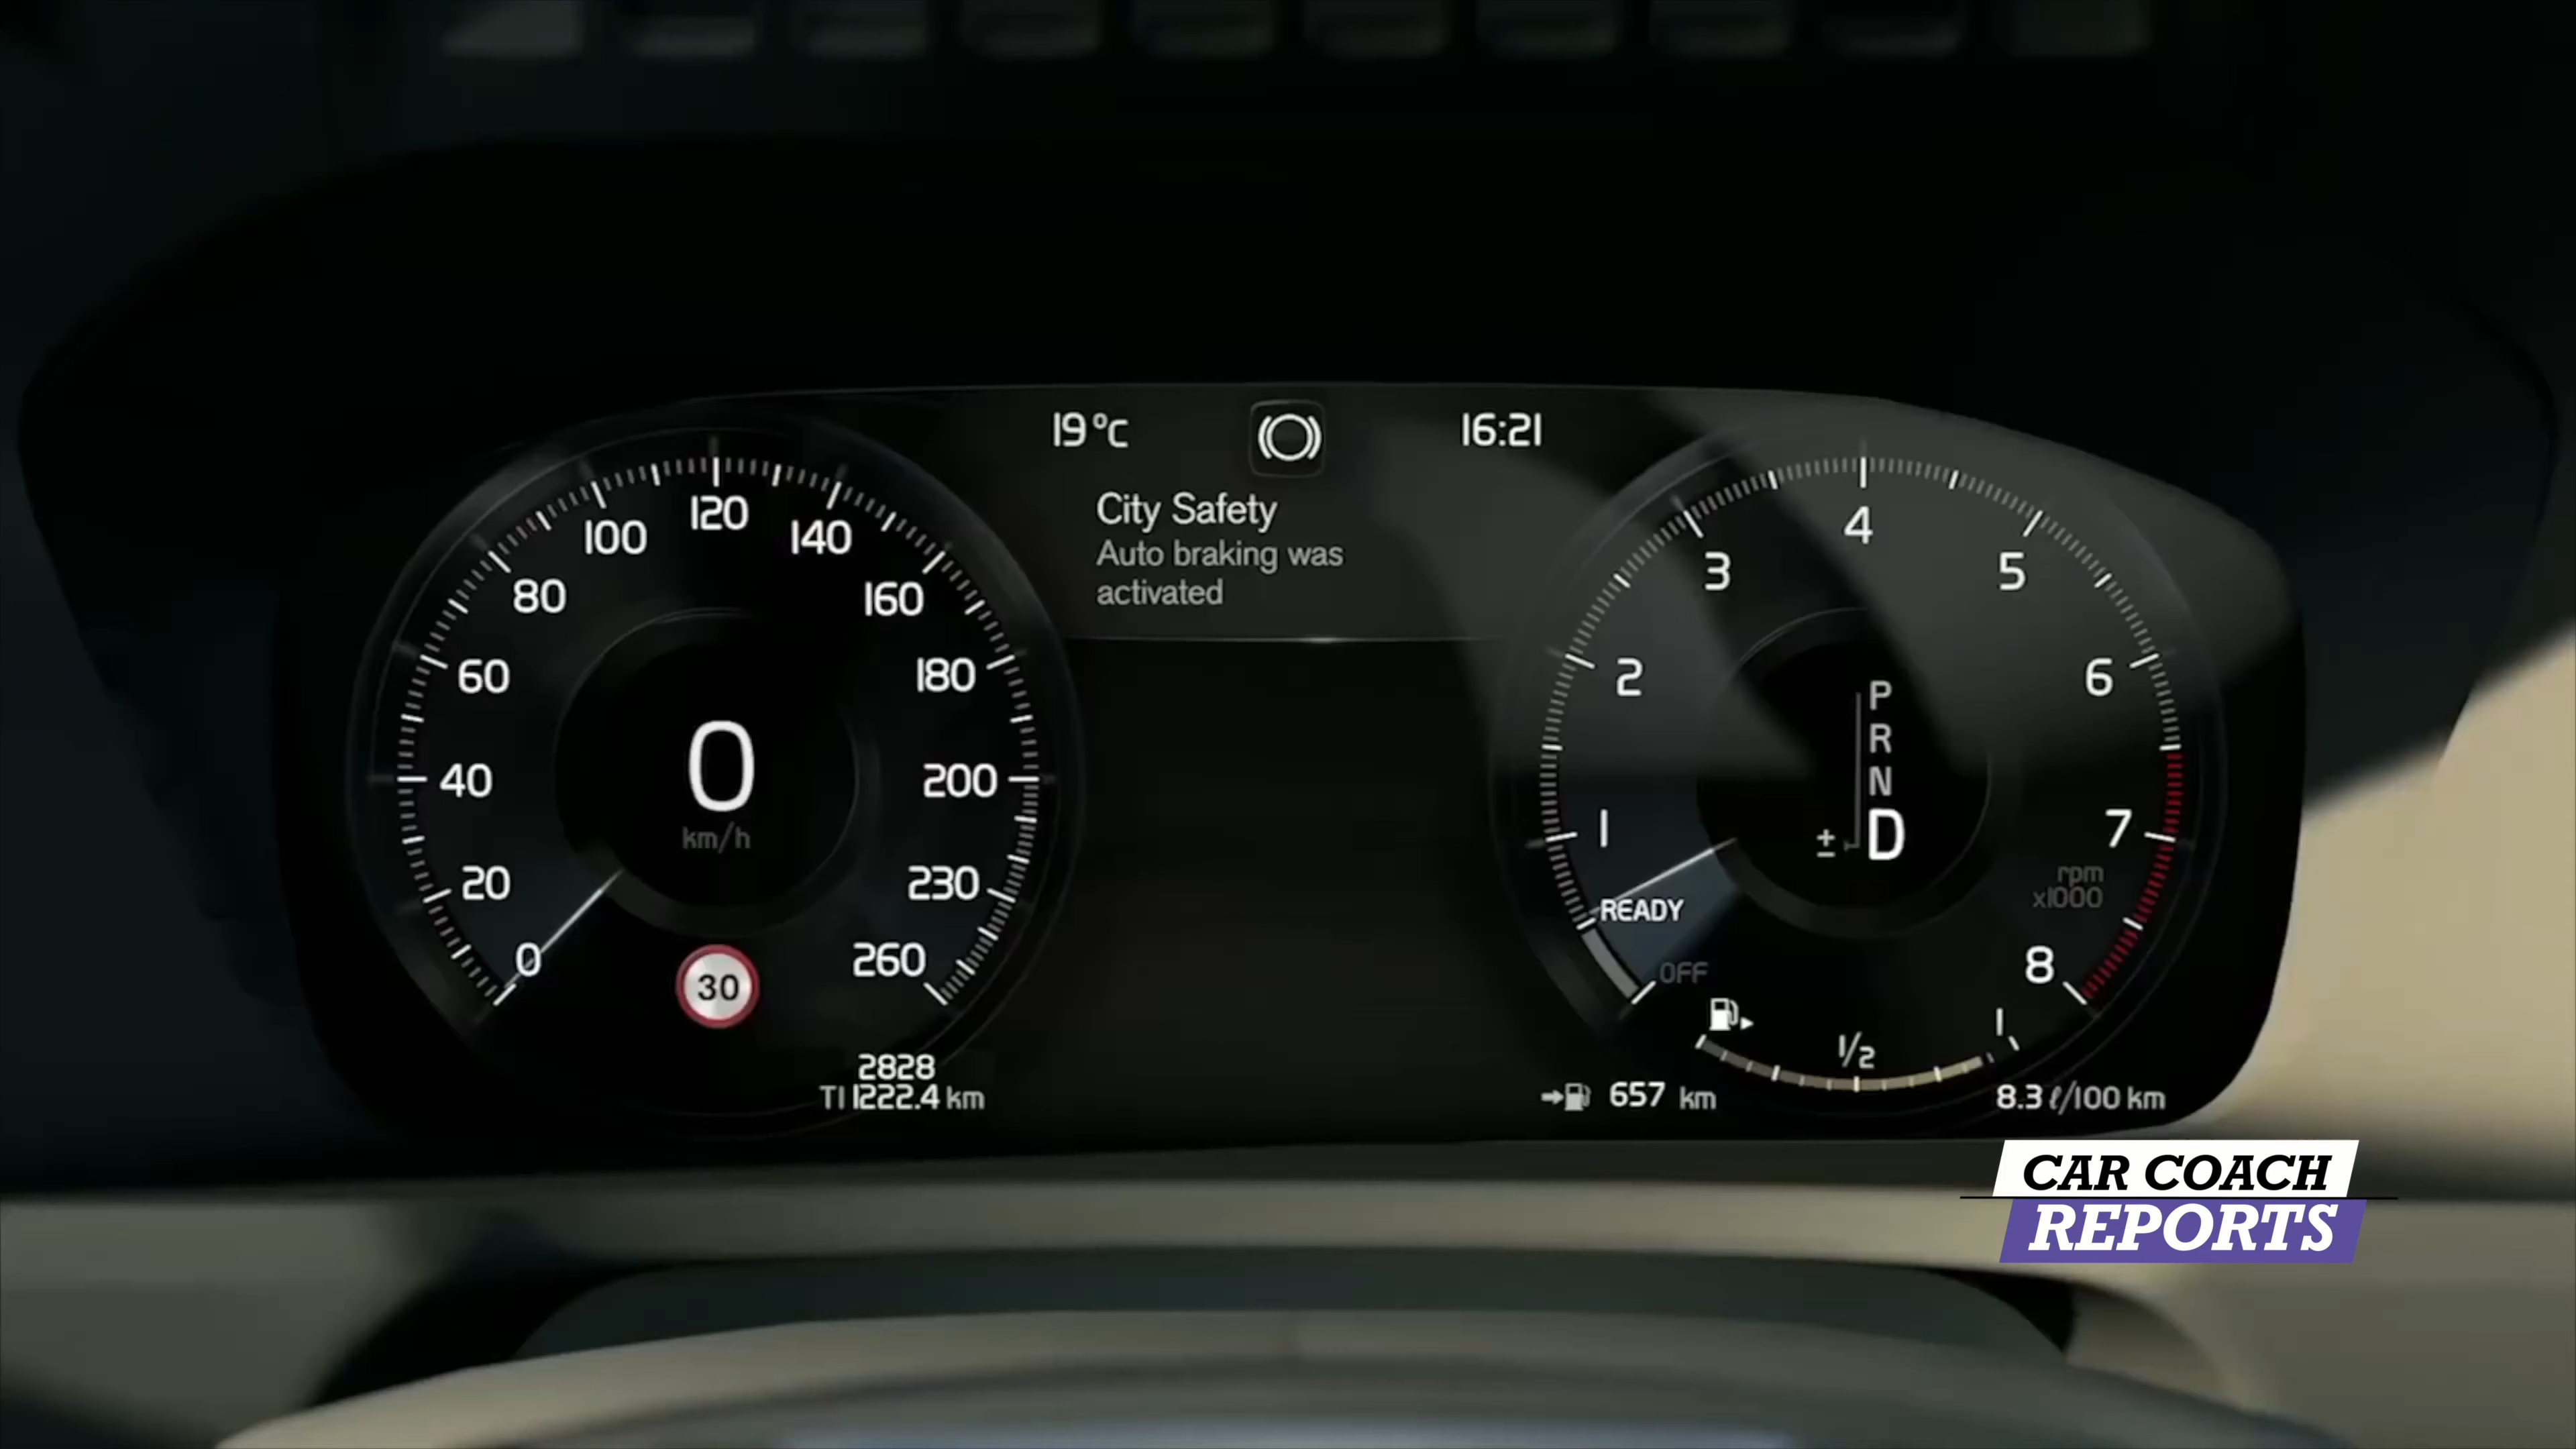 19°C
16:21
City Safety
Auto braking was
activated
0
20
40
60
80
100
120
140
160
180
200
230
260
0
km/h
30
2828
T1 1222.4 km
OFF
READY
1
2
3
4
5
6
7
8
rpm
x1000
P
R
N
± D
1/2
1
657 km
8.3 ℓ/100 km
CAR COACH
REPORTS